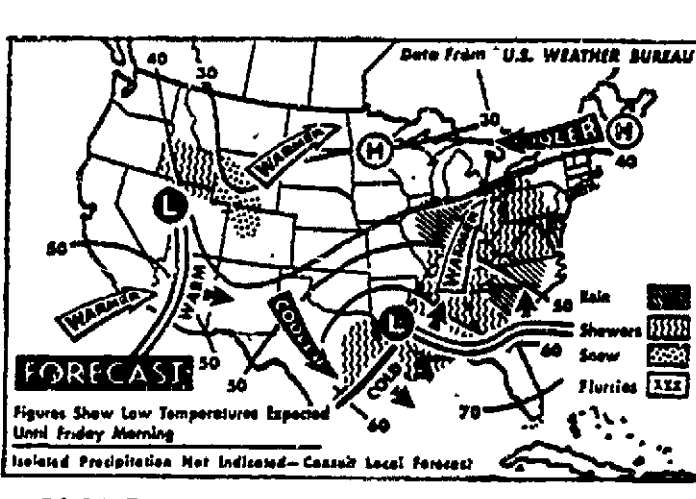 Data From U.S. WEATHER BUREAU
40
30
30
H
H
WARMER
40
L
50
WARM
WARMER
WARMER
COOLER
L
50
60
50
50
COLD
60
70
Rain
Showers
Snow
Flurries
FORECAST
Figures Show Low Temperatures Expected
Until Friday Morning
Isolated Precipitation Not Indicated—Consult Local Forecast